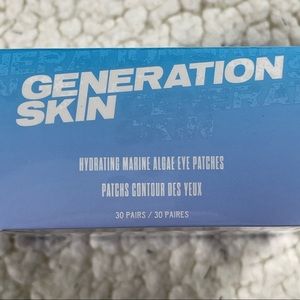 GENERATION
SKIN
HYDRATING MARINE ALGAE EYE PATCHES
PATCHS CONTOUR DES YEUX
30 PAIRS / 30 PAIRES